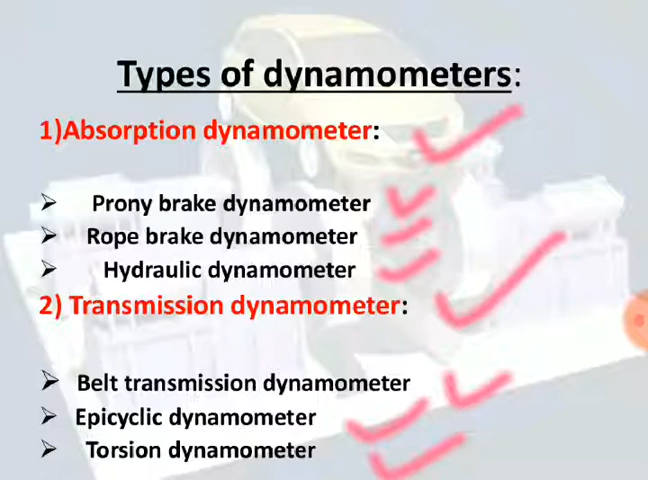 Types of dynamometers:
1)Absorption dynamometer:
➢ Prony brake dynamometer
➢ Rope brake dynamometer
➢ Hydraulic dynamometer
2) Transmission dynamometer:
➢ Belt transmission dynamometer
➢ Epicyclic dynamometer
➢ Torsion dynamometer